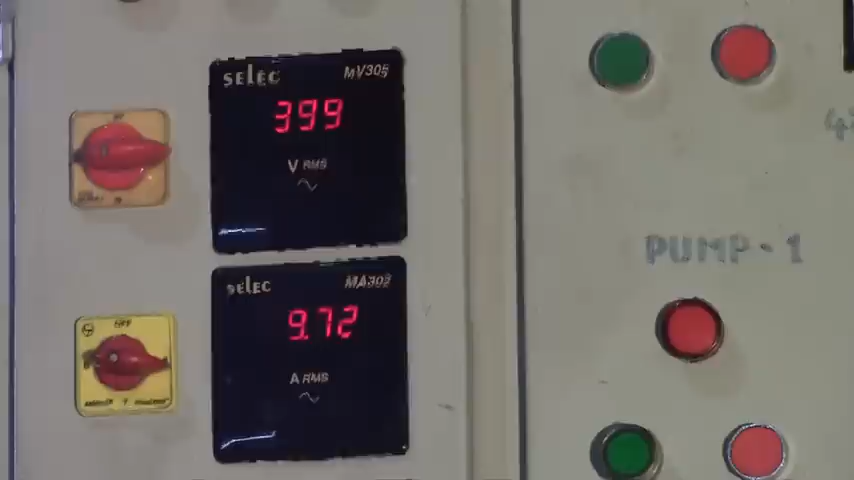 SELEC MV305
399
V RMS
SELEC MA302
9.72
A RMS
OFF
PUMP-1